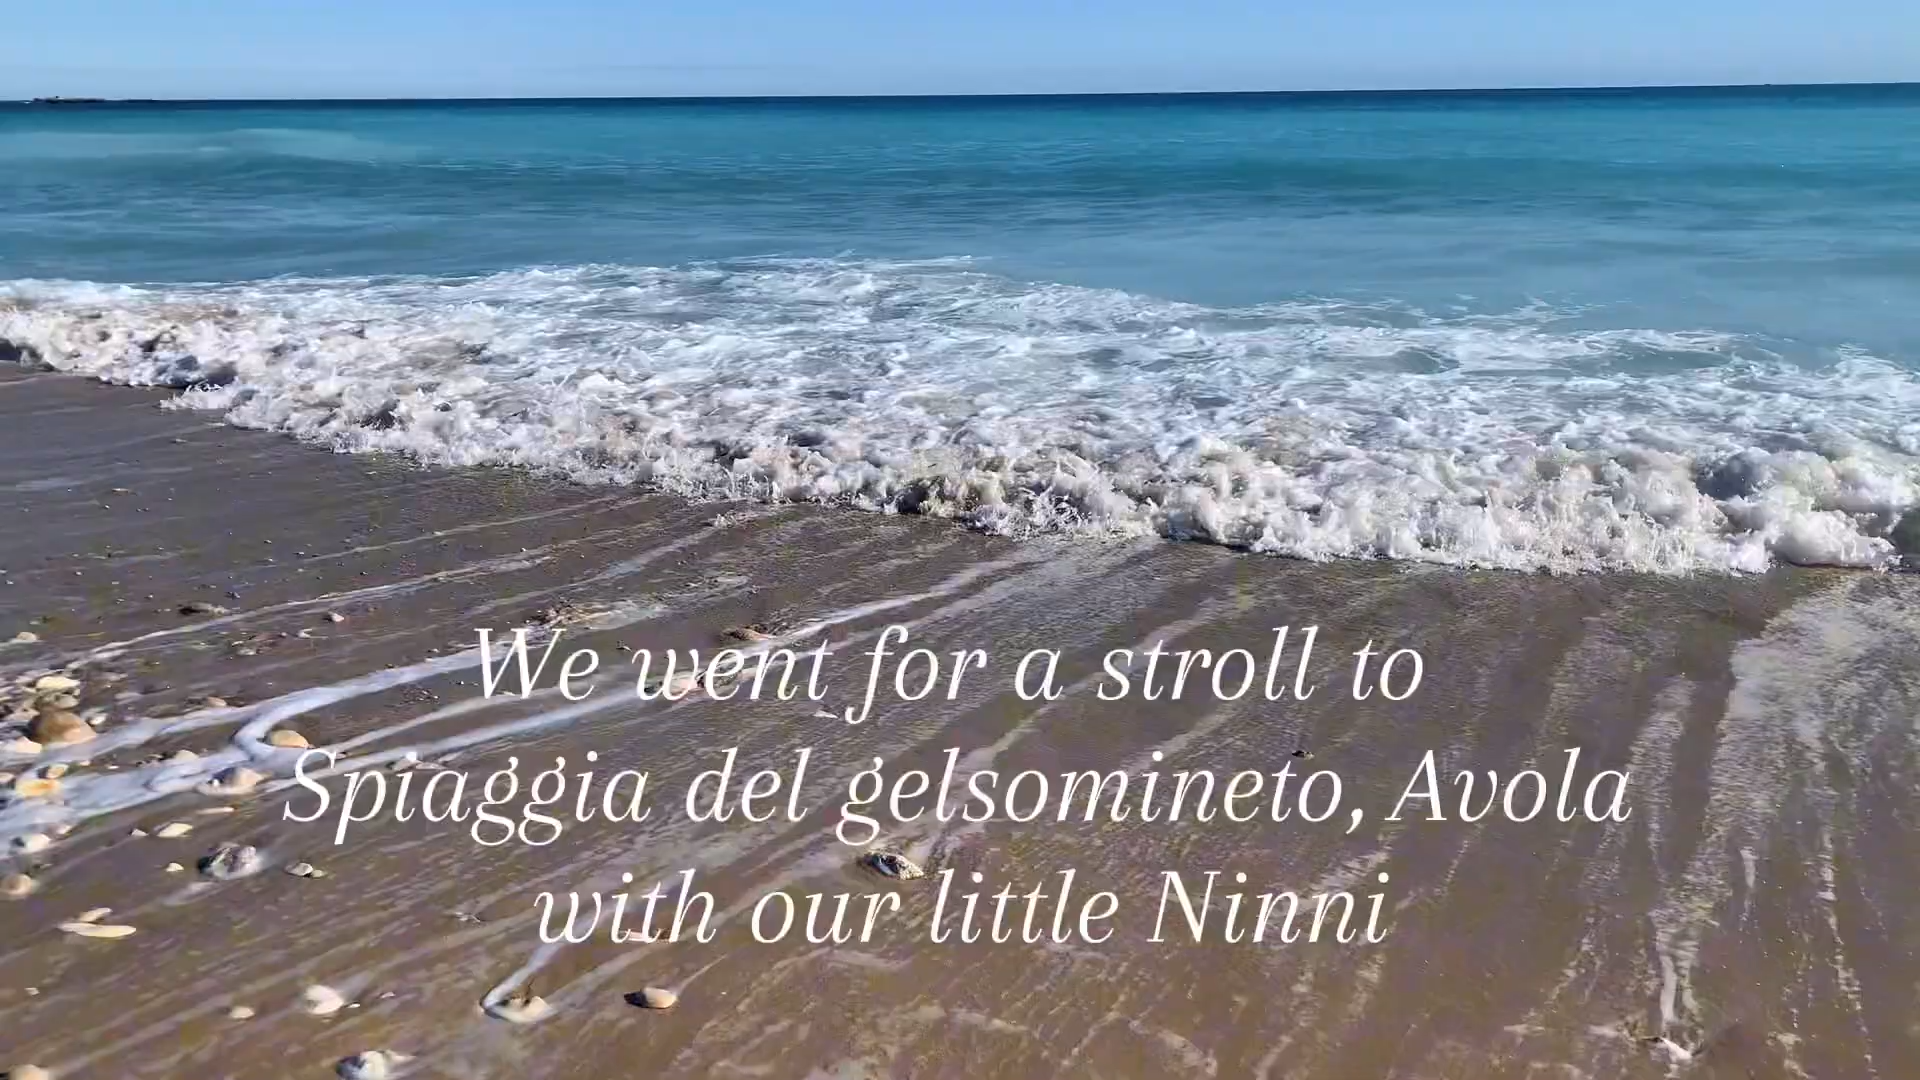 We went for a stroll to
Spiaggia del gelsomineto, Avola
with our little Ninni